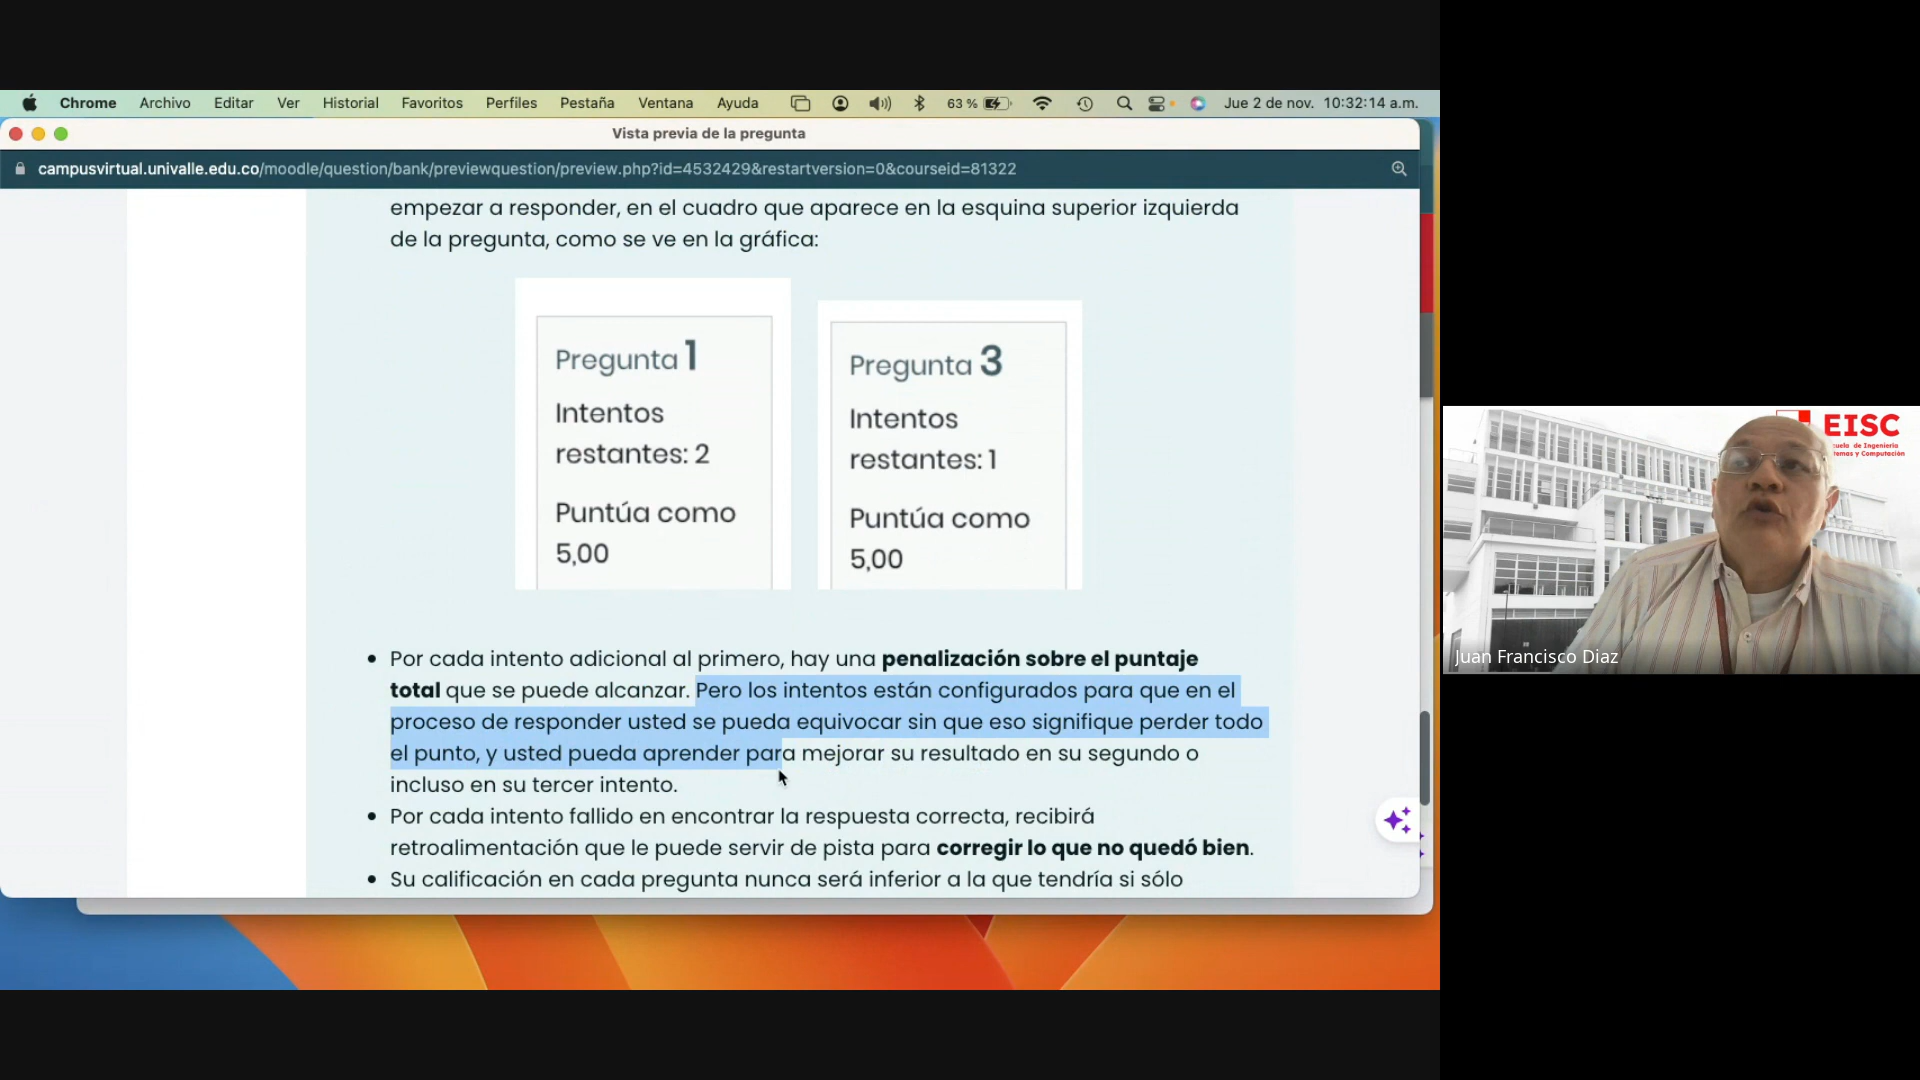 Chrome Archivo Editar Ver Historial Favoritos Perfiles Pestaña Ventana Ayuda 63 % Jue 2 de nov. 10:32:14 a.m.
Vista previa de la pregunta
campusvirtual.univalle.edu.co/moodle/question/bank/previewquestion/preview.php?id=4532429&restartversion=0&courseid=81322
empezar a responder, en el cuadro que aparece en la esquina superior izquierda
de la pregunta, como se ve en la gráfica:
Pregunta 1
Intentos
restantes: 2
Puntúa como
5,00
Pregunta 3
Intentos
restantes: 1
Puntúa como
5,00
• Por cada intento adicional al primero, hay una penalización sobre el puntaje
total que se puede alcanzar. Pero los intentos están configurados para que en el
proceso de responder usted se pueda equivocar sin que eso signifique perder todo
el punto, y usted pueda aprender para mejorar su resultado en su segundo o
incluso en su tercer intento.
• Por cada intento fallido en encontrar la respuesta correcta, recibirá
retroalimentación que le puede servir de pista para corregir lo que no quedó bien.
• Su calificación en cada pregunta nunca será inferior a la que tendría si sólo
EISC
cuela de Ingeniería
temas y Computación
Juan Francisco Diaz